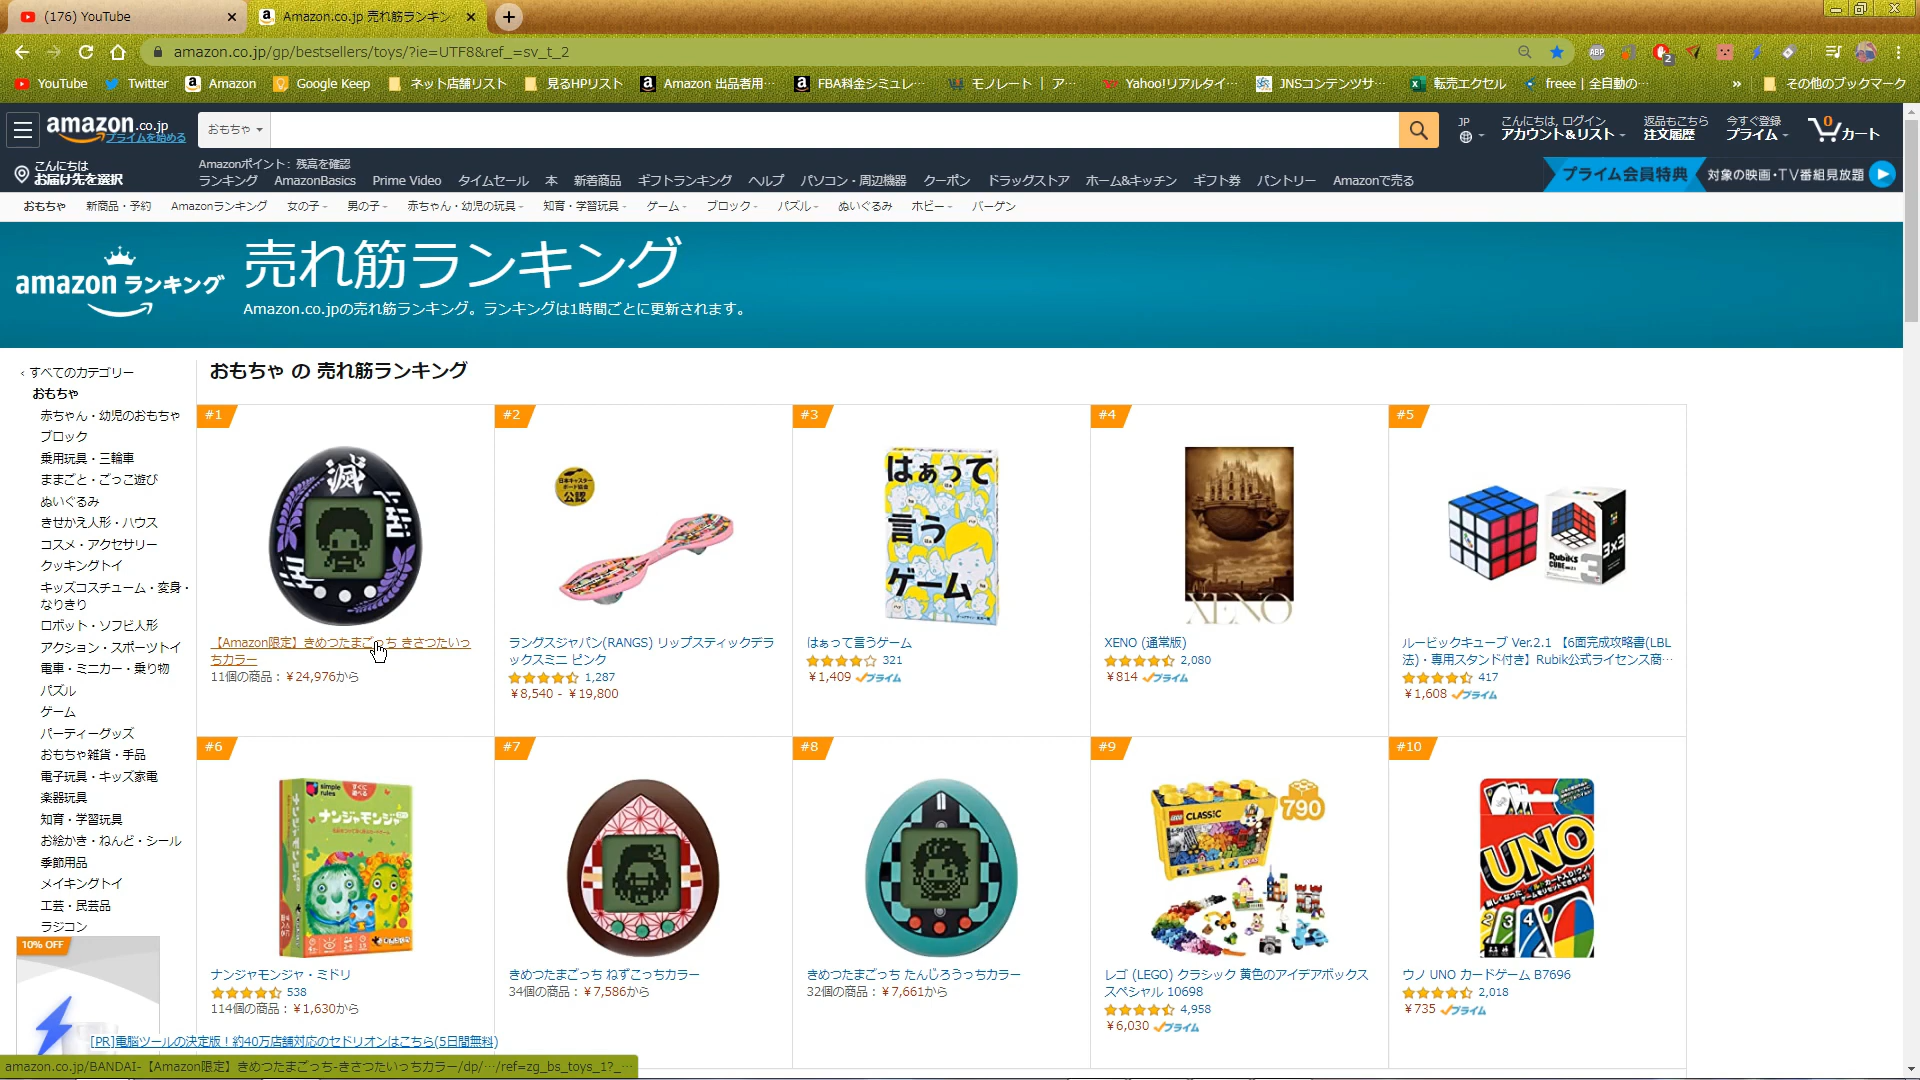 (176) YouTube
Amazon.co.jp 売れ筋ランキン
amazon.co.jp/gp/bestsellers/toys/?ie=UTF8&ref_=sv_t_2
YouTube Twitter Amazon Google Keep ネット店舗リスト 見るHPリスト Amazon 出品者用… FBA料金シミュレ… モノレート | ア… Yahoo!リアルタイ… JNSコンテンツサ… 転売エクセル freee | 全自動の… » その他のブックマーク
amazon.co.jp
プライムを始める
おもちゃ
JP
こんにちは, ログイン
アカウント&リスト
返品もこちら
注文履歴
今すぐ登録
プライム
0
カート
こんにちは
お届け先を選択
Amazonポイント: 残高を確認
ランキング AmazonBasics Prime Video タイムセール 本 新着商品 ギフトランキング ヘルプ パソコン・周辺機器 クーポン ドラッグストア ホーム&キッチン ギフト券 パントリー Amazonで売る
プライム会員特典 対象の映画・TV番組見放題
おもちゃ 新商品・予約 Amazonランキング 女の子 男の子 赤ちゃん・幼児の玩具 知育・学習玩具 ゲーム ブロック パズル ぬいぐるみ ホビー バーゲン
amazon ランキング
売れ筋ランキング
Amazon.co.jpの売れ筋ランキング。ランキングは1時間ごとに更新されます。
‹ すべてのカテゴリー
おもちゃ
赤ちゃん・幼児のおもちゃ
ブロック
乗用玩具・三輪車
ままごと・ごっこ遊び
ぬいぐるみ
きせかえ人形・ハウス
コスメ・アクセサリー
クッキングトイ
キッズコスチューム・変身・
なりきり
ロボット・ソフビ人形
アクション・スポーツトイ
電車・ミニカー・乗り物
パズル
ゲーム
パーティーグッズ
おもちゃ雑貨・手品
電子玩具・キッズ家電
楽器玩具
知育・学習玩具
お絵かき・ねんど・シール
季節用品
メイキングトイ
工芸・民芸品
ラジコン
10% OFF
おもちゃ の 売れ筋ランキング
#1
滅
【Amazon限定】きめつたまごっち きさつたいっ
ちカラー
11個の商品：￥24,976から
#2
公認
ラングスジャパン(RANGS) リップスティックデラ
ックスミニ ピンク
1,287
￥8,540 - ￥19,800
#3
はぁって
言う
ゲーム
はぁって言うゲーム
321
￥1,409 プライム
#4
XENO
XENO (通常版)
2,080
￥814 プライム
#5
Rubik's
CUBE
3×3
3
ルービックキューブ Ver.2.1 【6面完成攻略書(LBL
法)・専用スタンド付き】Rubik公式ライセンス商…
417
￥1,608 プライム
#6
simple
rules
ナンジャモンジャ
ナンジャモンジャ・ミドリ
538
114個の商品：￥1,630から
#7
きめつたまごっち ねずこっちカラー
34個の商品：￥7,586から
#8
きめつたまごっち たんじろうっちカラー
32個の商品：￥7,661から
#9
LEGO CLASSIC
790
レゴ (LEGO) クラシック 黄色のアイデアボックス
スペシャル 10698
4,958
￥6,030 プライム
#10
UNO
2 3 4
ウノ UNO カードゲーム B7696
2,018
￥735 プライム
[PR]電脳ツールの決定版！約40万店舗対応のセドリオンはこちら(5日間無料)
amazon.co.jp/BANDAI-【Amazon限定】きめつたまごっち-きさつたいっちカラー/dp/…/ref=zg_bs_toys_1?_…